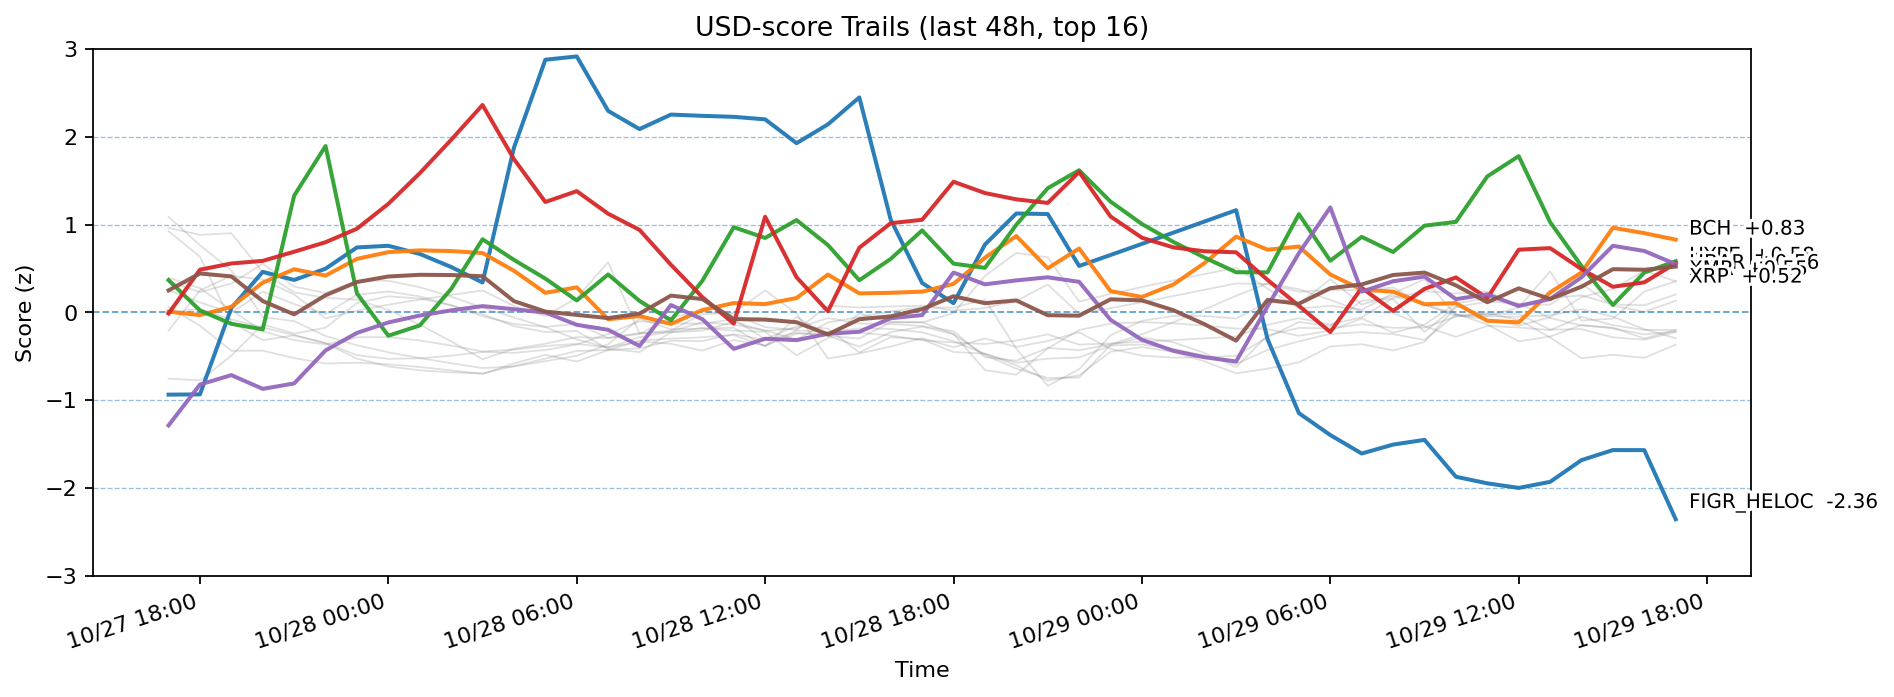 USD-score Trails (last 48h, top 16)
Score (z)
3
2
1
0
−1
−2
−3
BCH +0.83
XRP +0.52
FIGR_HELOC -2.36
10/27 18:00
10/28 00:00
10/28 06:00
10/28 12:00
10/28 18:00
10/29 00:00
10/29 06:00
10/29 12:00
10/29 18:00
Time